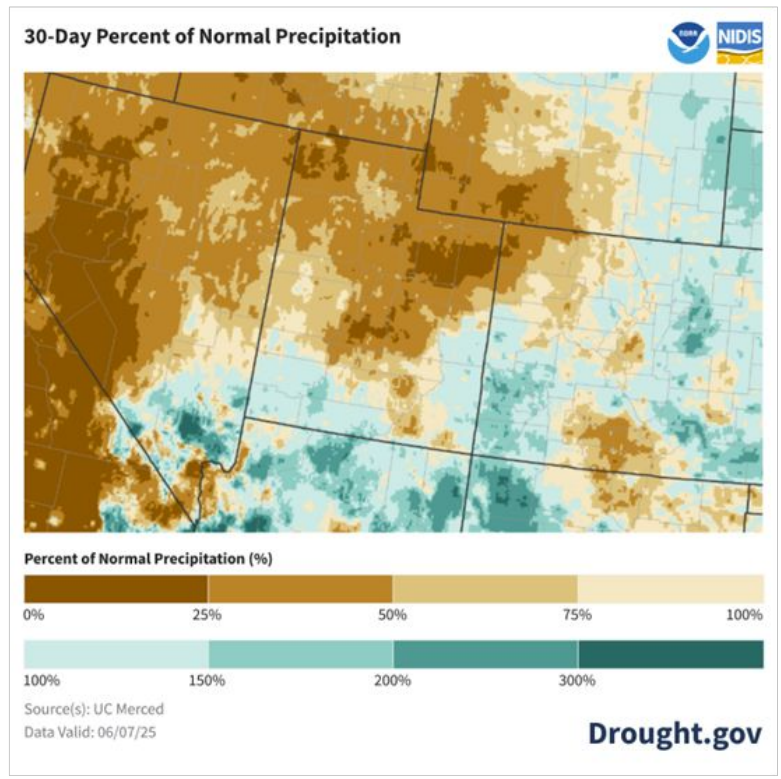 30-Day Percent of Normal Precipitation
NOAA
NIDIS
Percent of Normal Precipitation (%)
0% 25% 50% 75% 100%
100% 150% 200% 300%
Source(s): UC Merced
Data Valid: 06/07/25
Drought.gov